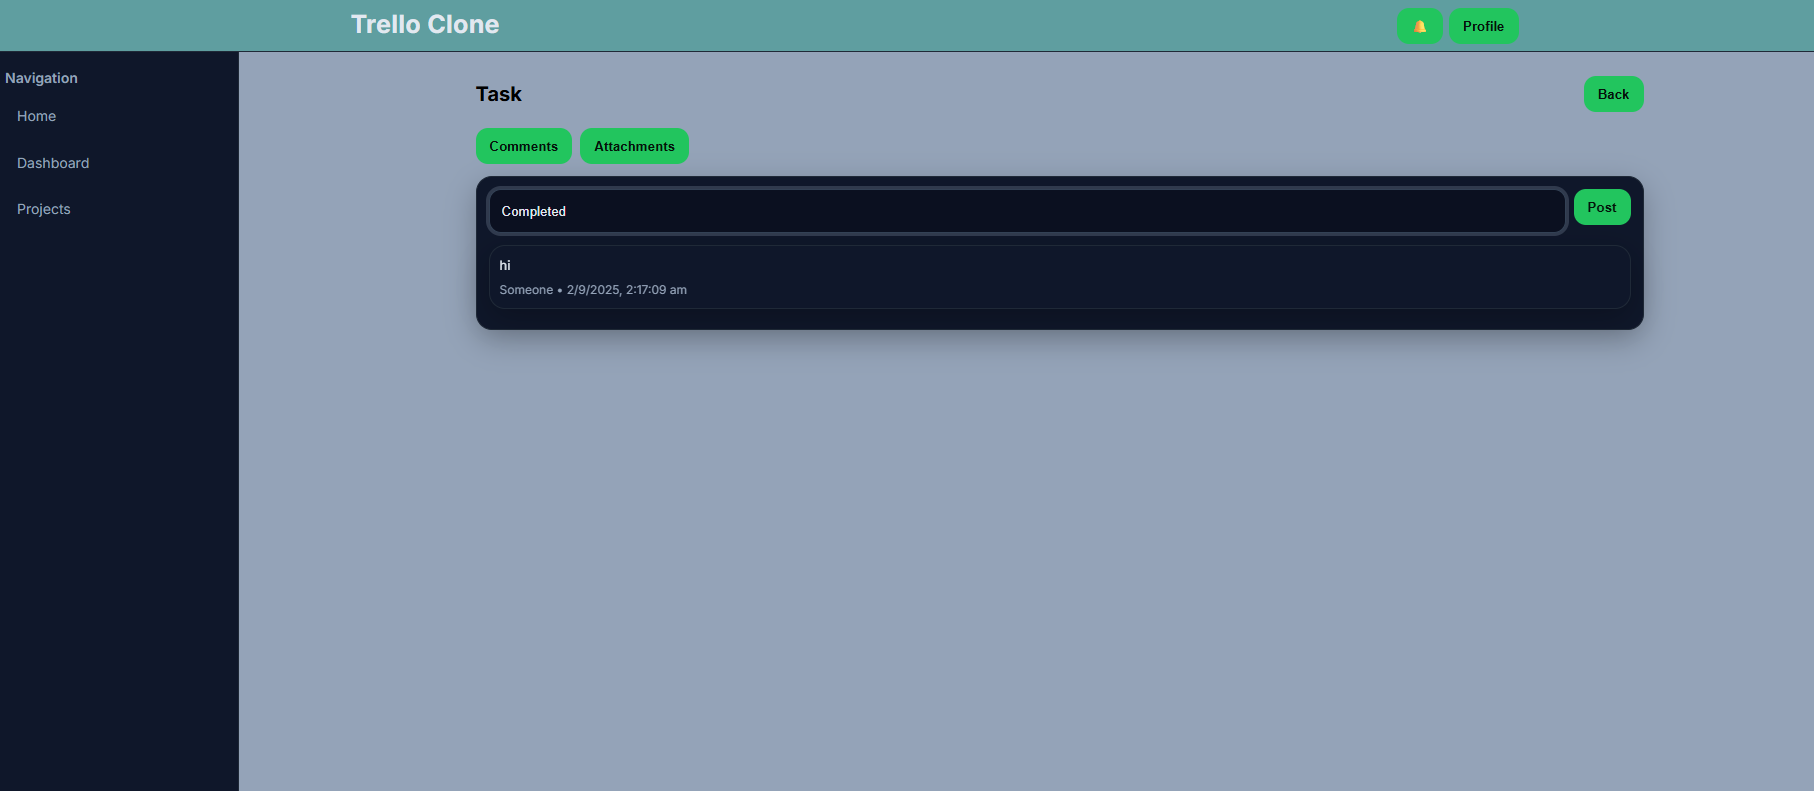 Trello Clone
Profile
Navigation
Home
Dashboard
Projects
Task
Back
Comments
Attachments
Completed
Post
hi
Someone • 2/9/2025, 2:17:09 am